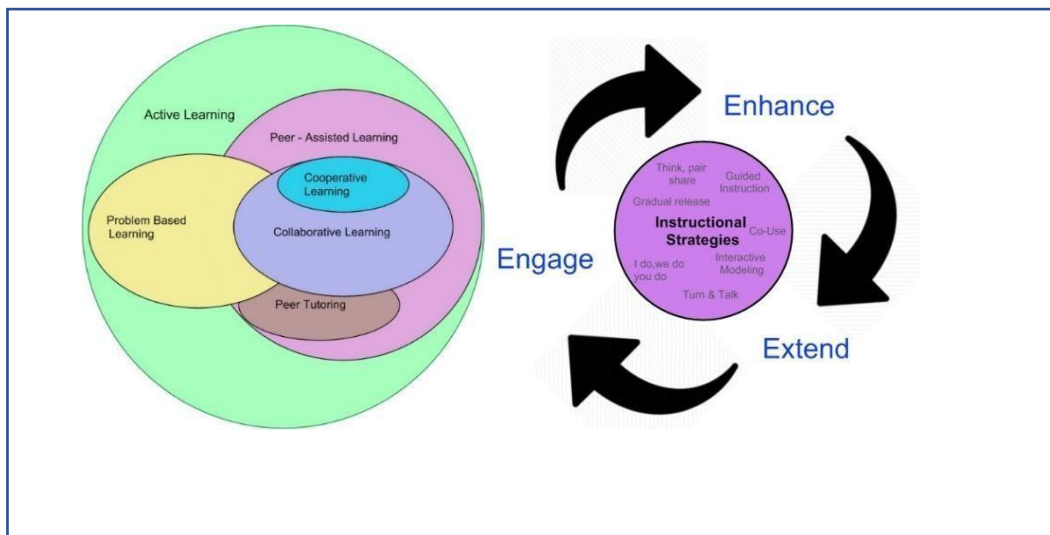 Active Learning
Peer - Assisted Learning
Cooperative
Learning
Problem Based
Learning
Collaborative Learning
Peer Tutoring
Engage
Enhance
Extend
Think, pair
share
Guided
Instruction
Gradual release
Instructional
Strategies
Co-Use
I do,we do
you do
Interactive
Modeling
Turn & Talk